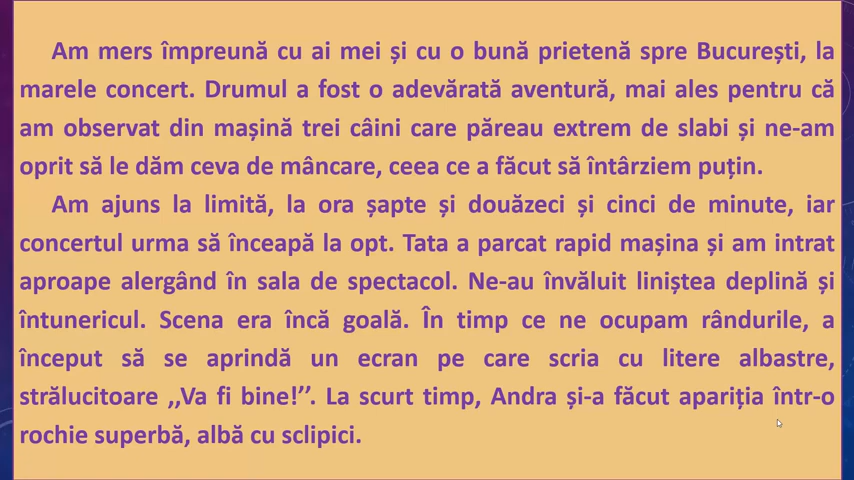 Am mers împreună cu ai mei și cu o bună prietenă spre București, la
marele concert. Drumul a fost o adevărată aventură, mai ales pentru că
am observat din mașină trei câini care păreau extrem de slabi și ne-am
oprit să le dăm ceva de mâncare, ceea ce a făcut să întârziem puțin.
Am ajuns la limită, la ora șapte și douăzeci și cinci de minute, iar
concertul urma să înceapă la opt. Tata a parcat rapid mașina și am intrat
aproape alergând în sala de spectacol. Ne-au învăluit liniștea deplină și
întunericul. Scena era încă goală. În timp ce ne ocupam rândurile, a
început să se aprindă un ecran pe care scria cu litere albastre,
strălucitoare ,,Va fi bine!’’. La scurt timp, Andra și-a făcut apariția într-o
rochie superbă, albă cu sclipici.